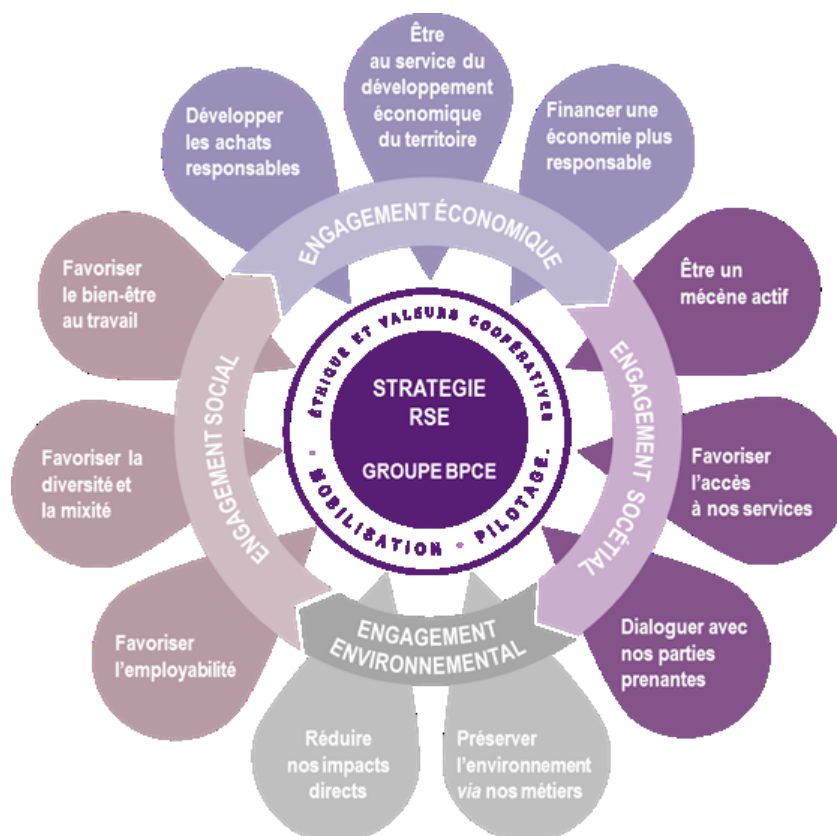 Être
au service du
développement
économique
du territoire
Développer
les achats
responsables
Financer une
économie plus
responsable
ENGAGEMENT ÉCONOMIQUE
Favoriser
le bien-être
au travail
Être un
mécène actif
ÉTHIQUE ET VALEURS COOPÉRATIVES
STRATEGIE
RSE
GROUPE BPCE
· MOBILISATION · PILOTAGE.
ENGAGEMENT SOCIAL
ENGAGEMENT SOCÉTIAL
Favoriser la
diversité et
la mixité
Favoriser
l'accès
à nos services
Favoriser
l'employabilité
ENGAGEMENT
ENVIRONNEMENTAL
Dialoguer avec
nos parties
prenantes
Réduire
nos impacts
directs
Préserver
l'environnement
via nos métiers